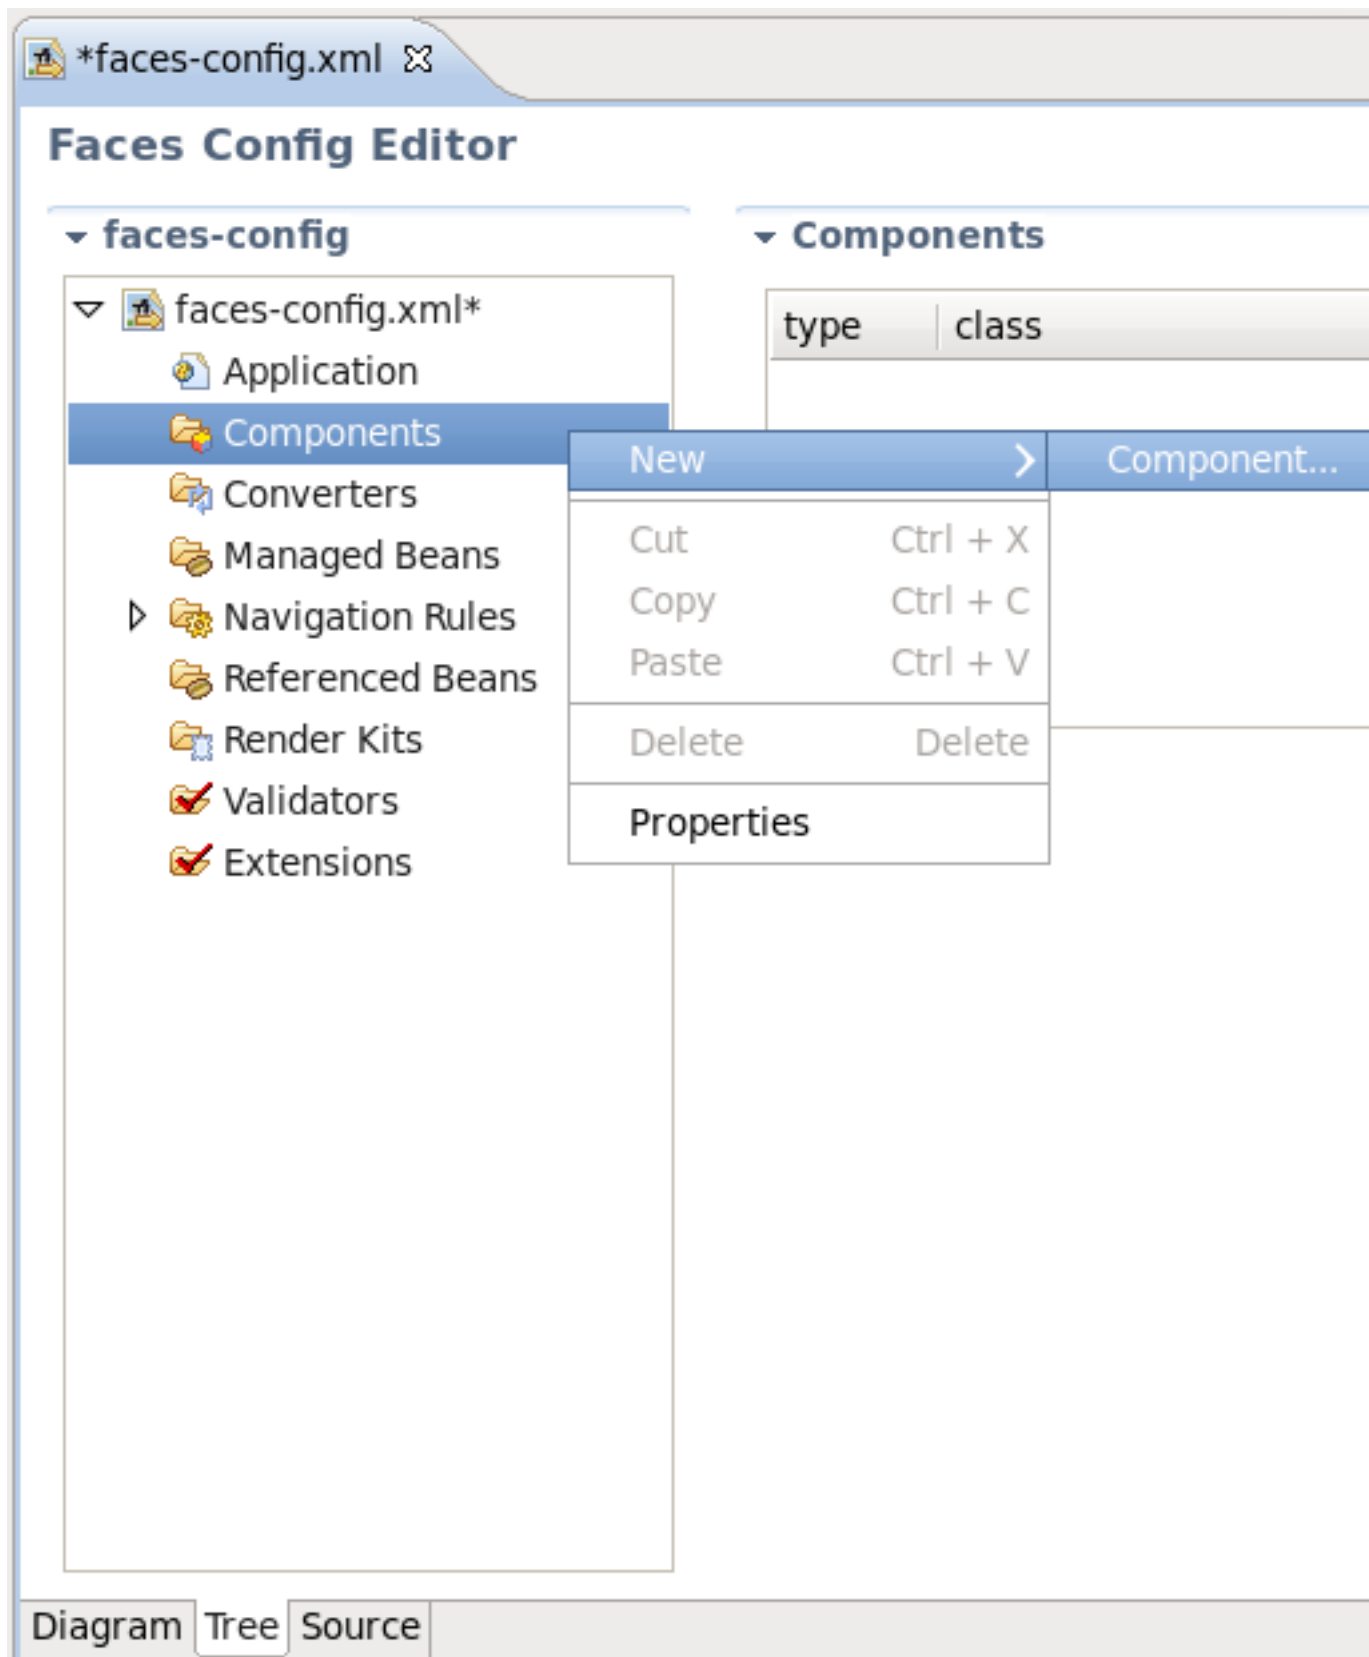 *faces-config.xml
Faces Config Editor
faces-config
Components
faces-config.xml*
type class
Application
Components
New Component...
Converters
Cut Ctrl + X
Managed Beans
Copy Ctrl + C
Navigation Rules
Paste Ctrl + V
Referenced Beans
Delete Delete
Render Kits
Properties
Validators
Extensions
Diagram Tree Source